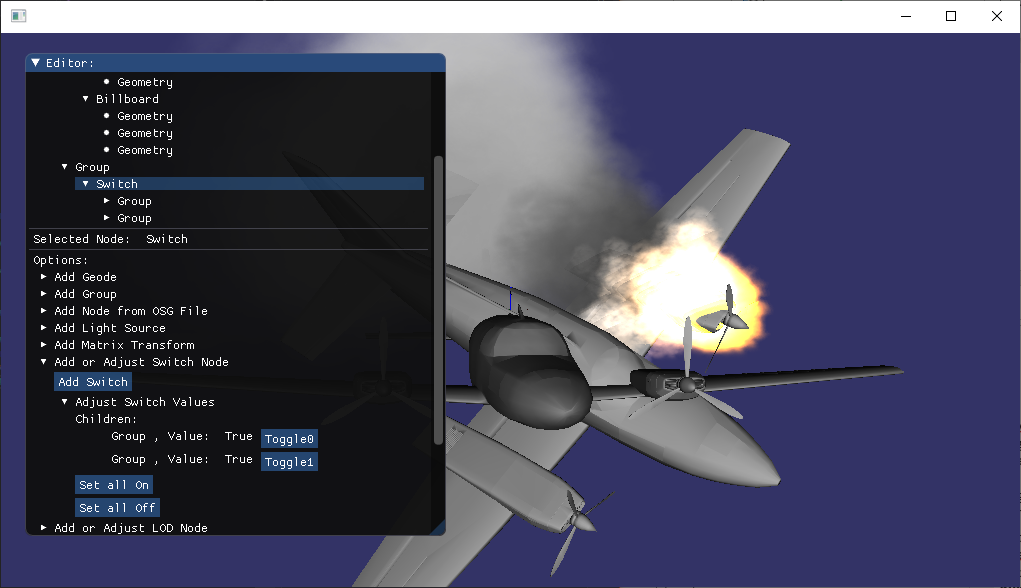 Editor:
Geometry
Billboard
Geometry
Geometry
Geometry
Group
Switch
Group
Group
Selected Node: Switch
Options:
Add Geode
Add Group
Add Node from OSG File
Add Light Source
Add Matrix Transform
Add or Adjust Switch Node
Add Switch
Adjust Switch Values
Children:
Group , Value: True Toggle0
Group , Value: True Toggle1
Set all On
Set all Off
Add or Adjust LOD Node